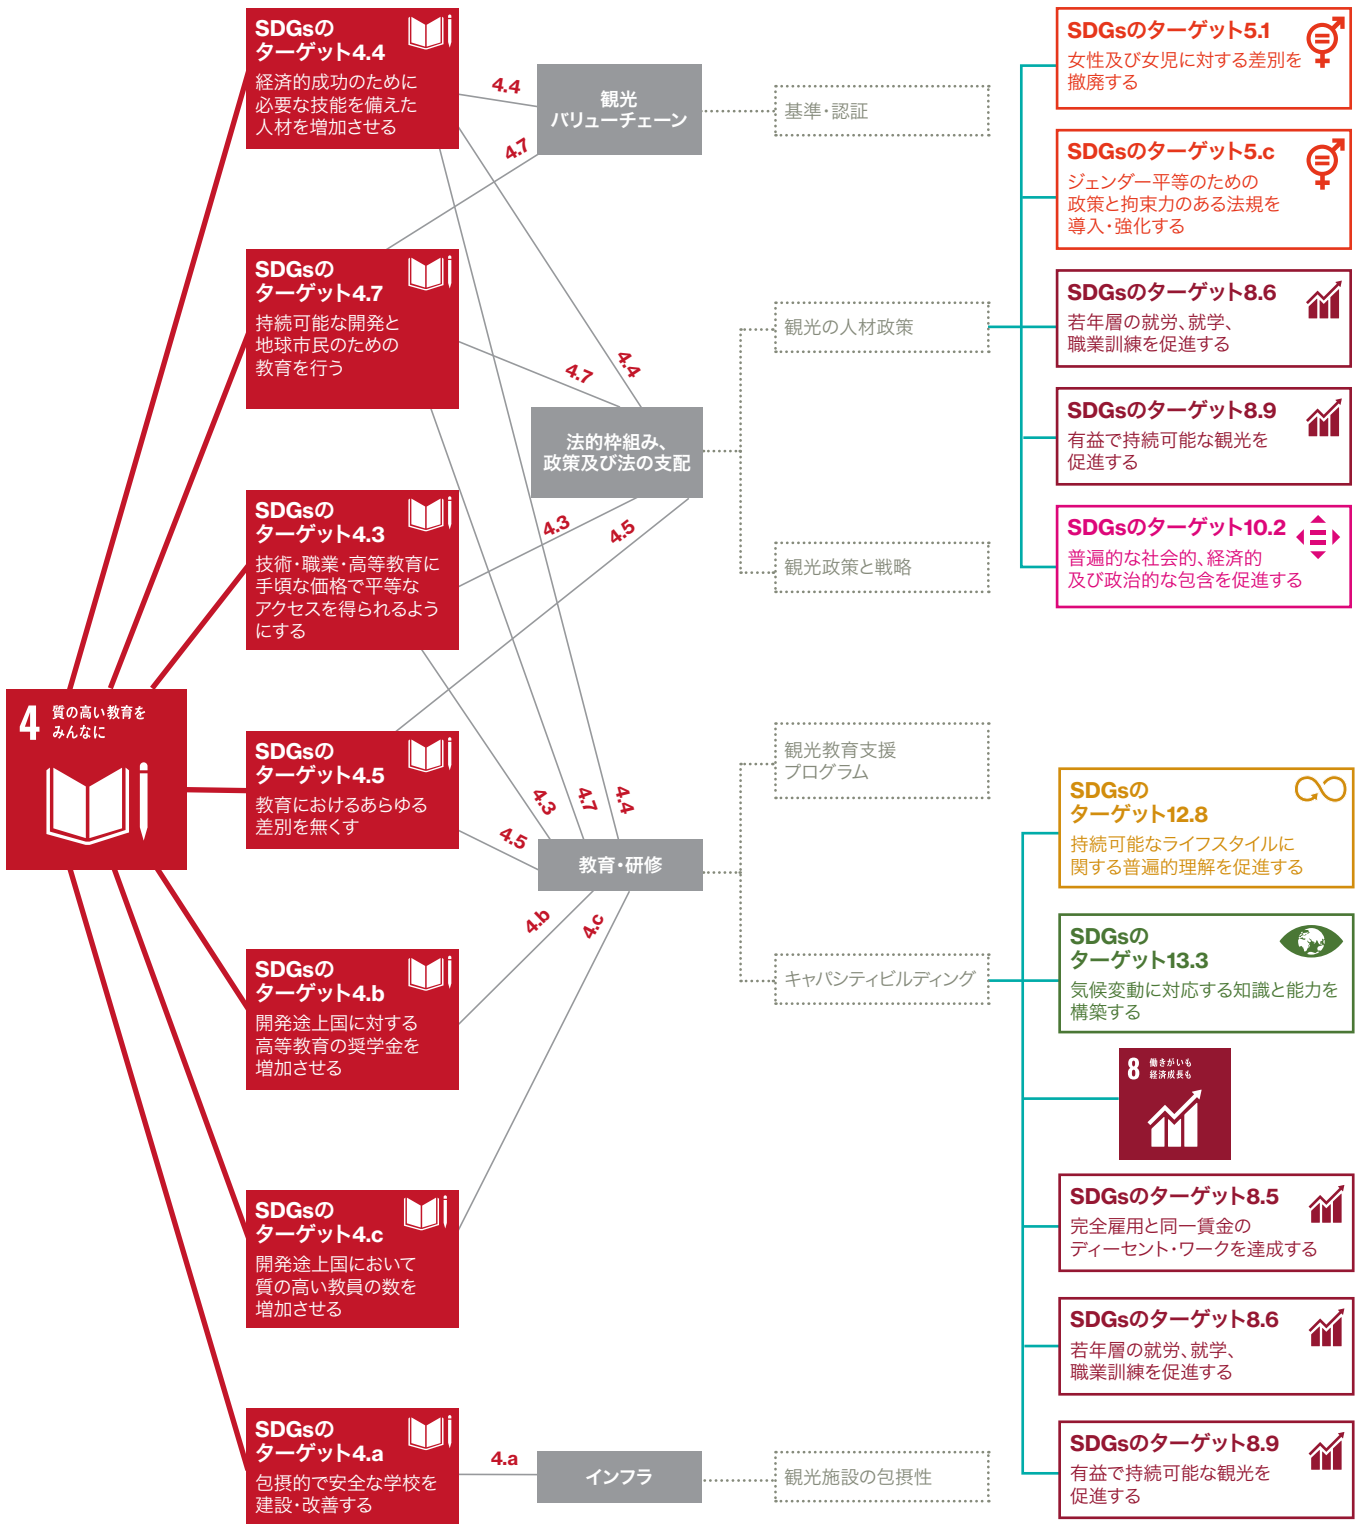 SDGsの
ターゲット4.4
経済的成功のために
必要な技能を備えた
人材を増加させる
SDGsの
ターゲット4.7
持続可能な開発と
地球市民のための
教育を行う
SDGsの
ターゲット4.3
技術・職業・高等教育に
手頃な価格で平等な
アクセスを得られるよう
にする
4 質の高い教育を
みんなに
SDGsの
ターゲット4.5
教育におけるあらゆる
差別を無くす
SDGsの
ターゲット4.b
開発途上国に対する
高等教育の奨学金を
増加させる
SDGsの
ターゲット4.c
開発途上国において
質の高い教員の数を
増加させる
SDGsの
ターゲット4.a
包摂的で安全な学校を
建設・改善する
4.4
4.7
4.4
4.7
4.3
4.5
4.3
4.7
4.4
4.5
4.b
4.c
4.a
観光
バリューチェーン
法的枠組み、
政策及び法の支配
教育・研修
インフラ
基準・認証
観光の人材政策
観光政策と戦略
観光教育支援
プログラム
キャパシティビルディング
観光施設の包摂性
SDGsのターゲット5.1
女性及び女児に対する差別を
撤廃する
SDGsのターゲット5.c
ジェンダー平等のための
政策と拘束力のある法規を
導入・強化する
SDGsのターゲット8.6
若年層の就労、就学、
職業訓練を促進する
SDGsのターゲット8.9
有益で持続可能な観光を
促進する
SDGsのターゲット10.2
普遍的な社会的、経済的
及び政治的な包含を促進する
SDGsの
ターゲット12.8
持続可能なライフスタイルに
関する普遍的理解を促進する
SDGsの
ターゲット13.3
気候変動に対応する知識と能力を
構築する
8 働きがいも
経済成長も
SDGsのターゲット8.5
完全雇用と同一賃金の
ディーセント・ワークを達成する
SDGsのターゲット8.6
若年層の就労、就学、
職業訓練を促進する
SDGsのターゲット8.9
有益で持続可能な観光を
促進する